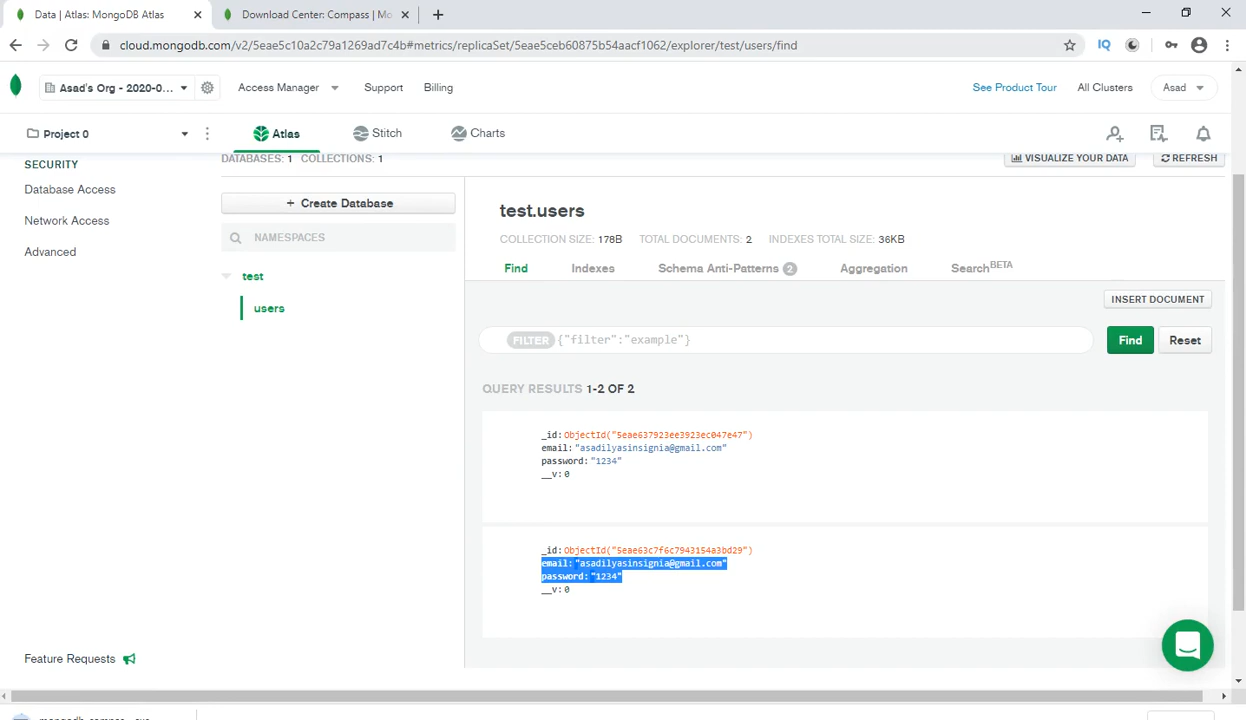 Data | Atlas: MongoDB Atlas
Download Center: Compass | Mo
cloud.mongodb.com/v2/5eae5c10a2c79a1269ad7c4b#metrics/replicaSet/5eae5ceb60875b54aacf1062/explorer/test/users/find
IQ
Asad's Org - 2020-0...
Access Manager
Support
Billing
See Product Tour
All Clusters
Asad
Project 0
Atlas
Stitch
Charts
SECURITY
Database Access
Network Access
Advanced
Feature Requests
DATABASES: 1 COLLECTIONS: 1
VISUALIZE YOUR DATA
REFRESH
+ Create Database
NAMESPACES
test
users
test.users
COLLECTION SIZE: 178B TOTAL DOCUMENTS: 2 INDEXES TOTAL SIZE: 36KB
Find
Indexes
Schema Anti-Patterns 2
Aggregation
Search BETA
INSERT DOCUMENT
FILTER {"filter":"example"}
Find
Reset
QUERY RESULTS 1-2 OF 2
_id: ObjectId("5eae637923ee3923ec047e47")
email: "asadilyasinsignia@gmail.com"
password: "1234"
__v: 0
_id: ObjectId("5eae63c7f6c7943154a3bd29")
email: "asadilyasinsignia@gmail.com"
password: "1234"
__v: 0